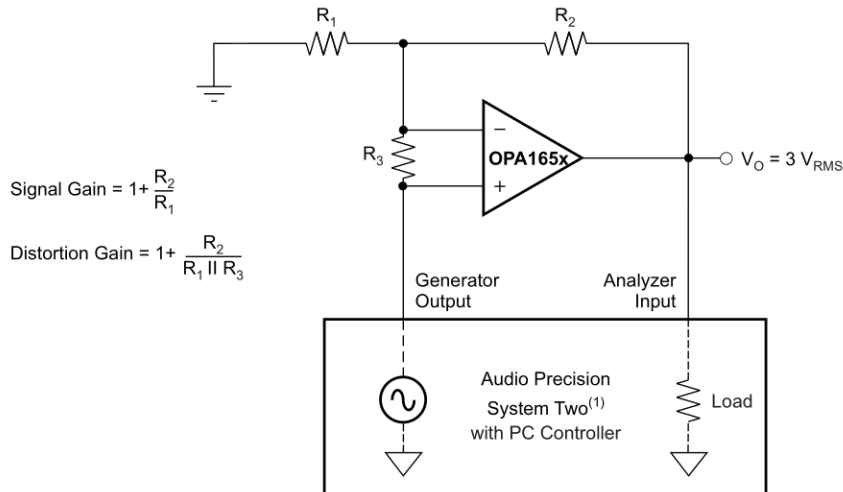 R1
R2
R3
−
OPA165x
+
VO = 3 VRMS
Signal Gain = 1+ R2
R1
Distortion Gain = 1+ R2
R1 II R3
Generator
Output
Analyzer
Input
Audio Precision
System Two(1)
with PC Controller
Load